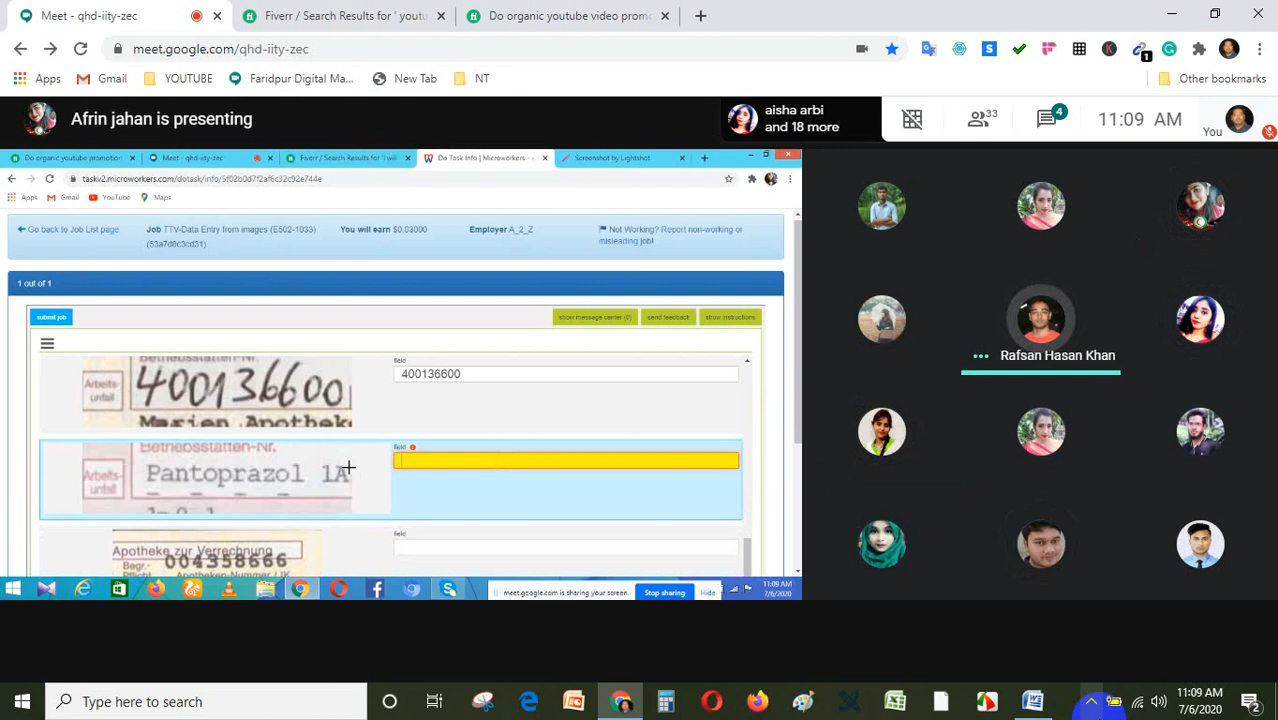 Meet - qhd-iity-zec
Fiverr / Search Results for ' youtu
Do organic youtube video promo
meet.google.com/qhd-iity-zec
1
Apps
Gmail
YOUTUBE
Faridpur Digital Ma...
New Tab
NT
Other bookmarks
Afrin jahan is presenting
aisha arbi
and 18 more
33
4
11:09 AM
You
Do organic youtube promotion
Meet - qhd-iity-zec
Fiverr / Search Results for 'I will
Do Task Info | Microworkers -
Screenshot by Lightshot
taskv2.microworkers.com/dotask/info/5f02b0d7f2af6c32c92e744e
Apps
Gmail
YouTube
Maps
Go back to Job List page
Job TTV-Data Entry from images (E502-1033)
(53a7d8c3cd31)
You will earn $0.03000
Employer A_2_Z
Not Working? Report non-working or
misleading job!
1 out of 1
submit job
show message center (0)
send feedback
show instructions
Betriebsstätten-Nr.
field
Arbeits-
unfall
400136600
400136600
Marien Apotheke
Betriebsstätten-Nr.
field
Arbeits-
unfall
Pantoprazol 1A
Apotheke zur Verrechnung
field
004358666
Begr.-
Pflicht
Apotheken-Nummer / IK
Rafsan Hasan Khan
meet.google.com is sharing your screen.
Stop sharing
Hide
11:09 AM
7/6/2020
Type here to search
11:09 AM
7/6/2020
2